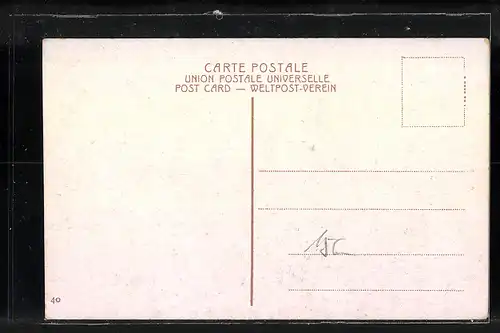 CARTE POSTALE
UNION POSTALE UNIVERSELLE
POST CARD — WELTPOST-VEREIN
40